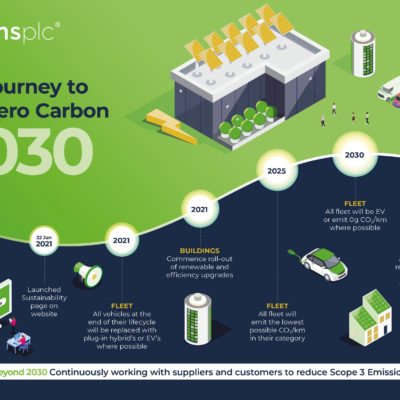 nsplc®
ourney to
ero Carbon
030
2030
2025
2021
2021
22 Jan
2021
FLEET
All fleet will be EV
or emit 0g CO₂/km
where possible
BUILDINGS
Commence roll-out
of renewable and
efficiency upgrades
Launched
Sustainability
page on
website
FLEET
All vehicles at the
end of their lifecycle
will be replaced with
plug-in hybrid's or EV's
where possible
FLEET
All fleet will
emit the lowest
possible CO₂/km
in their category
eyond 2030 Continuously working with suppliers and customers to reduce Scope 3 Emissio